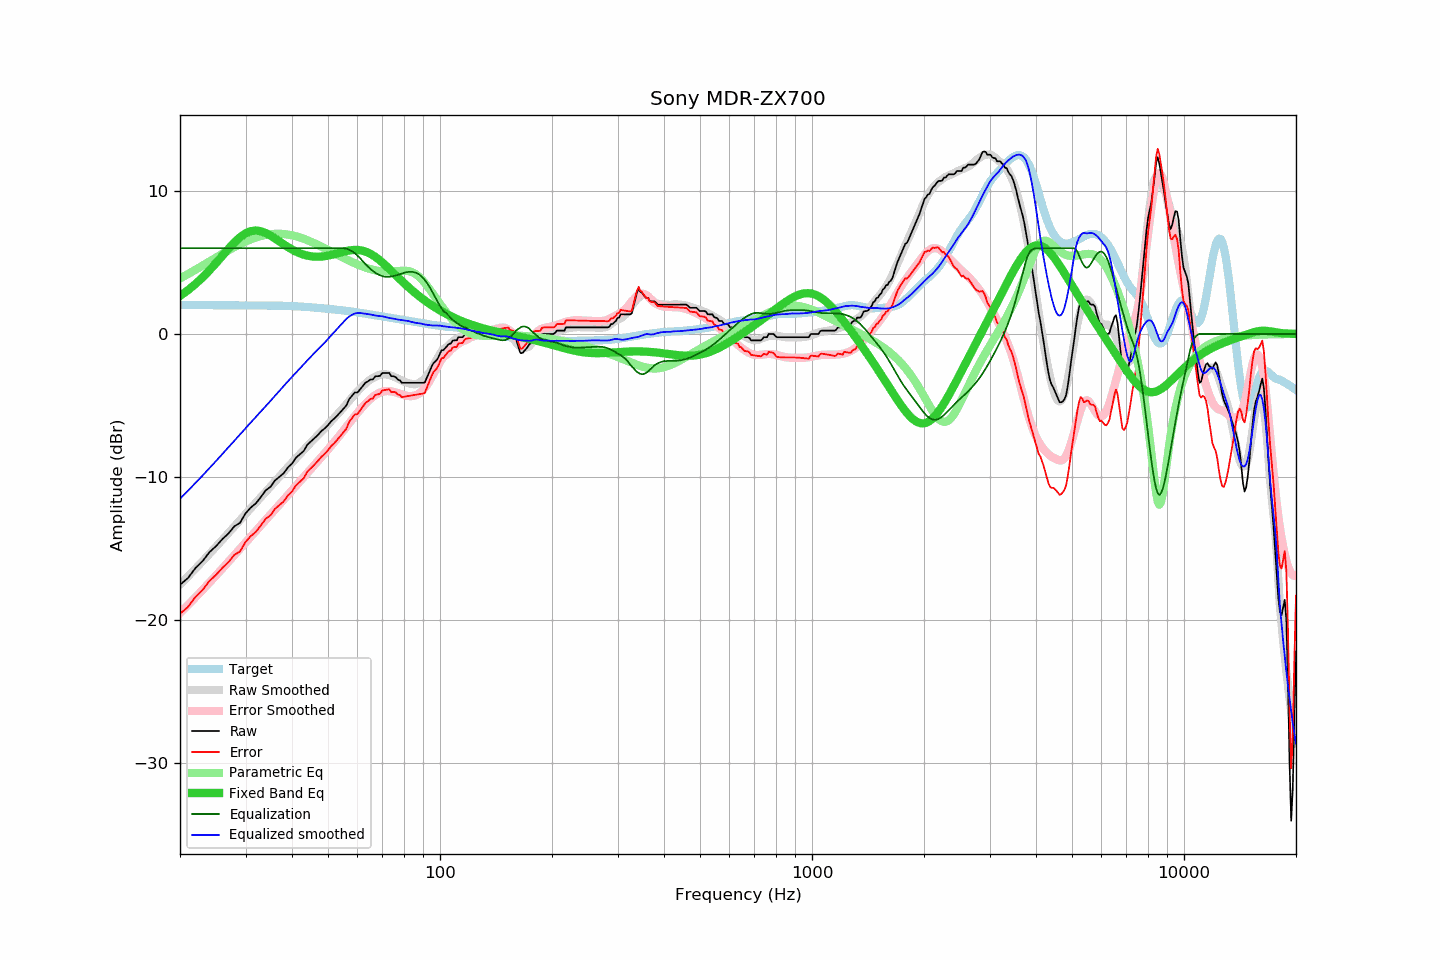 Sony MDR-ZX700
Amplitude (dBr)
10
0
−10
−20
−30
Target
Raw Smoothed
Error Smoothed
Raw
Error
Parametric Eq
Fixed Band Eq
Equalization
Equalized smoothed
100
1000
10000
Frequency (Hz)